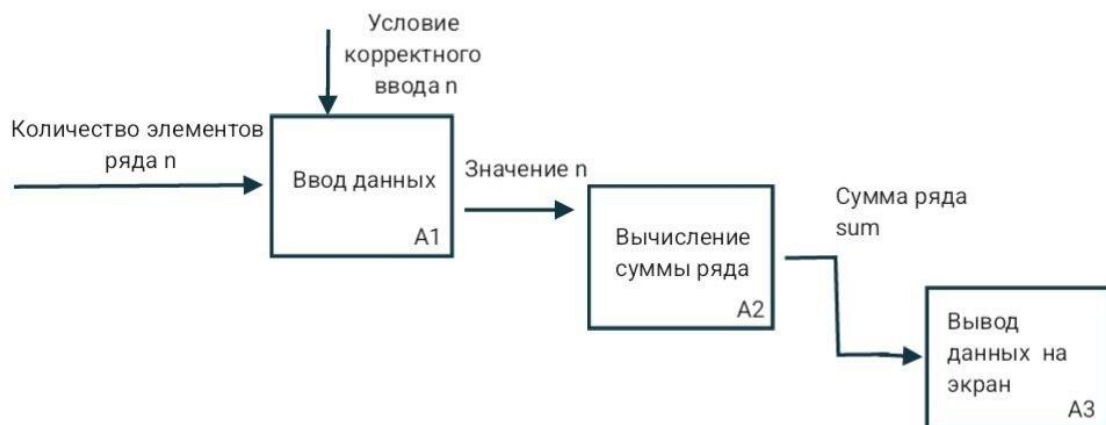 Условие
корректного
ввода n
Количество элементов
ряда n
Ввод данных
A1
Значение n
Вычисление
суммы ряда
A2
Сумма ряда
sum
Вывод
данных на
экран
A3